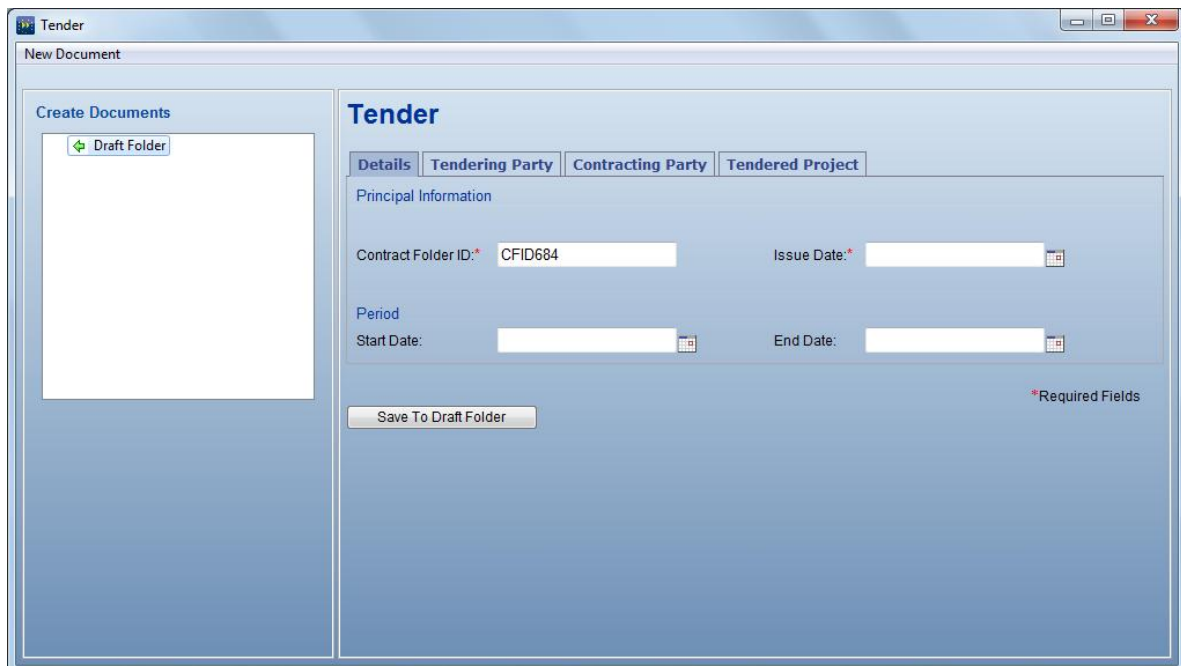 Tender
New Document
Create Documents
Draft Folder
Tender
Details Tendering Party Contracting Party Tendered Project
Principal Information
Contract Folder ID:* CFID684 Issue Date:*
Period
Start Date: End Date:
*Required Fields
Save To Draft Folder